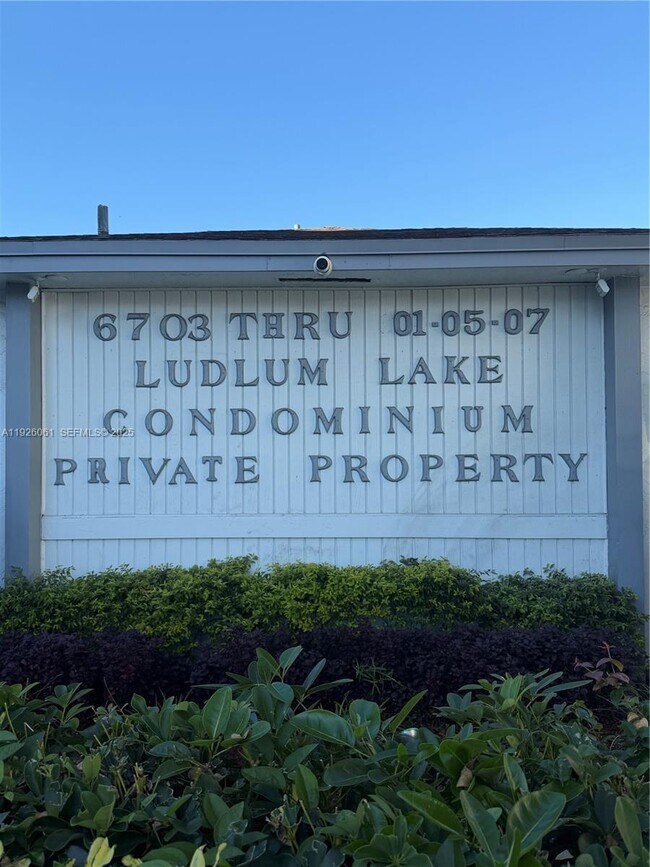 6703 THRU 01-05-07
LUDLUM LAKE
CONDOMINIUM
PRIVATE PROPERTY
A11926061 SEFMLS© 2025